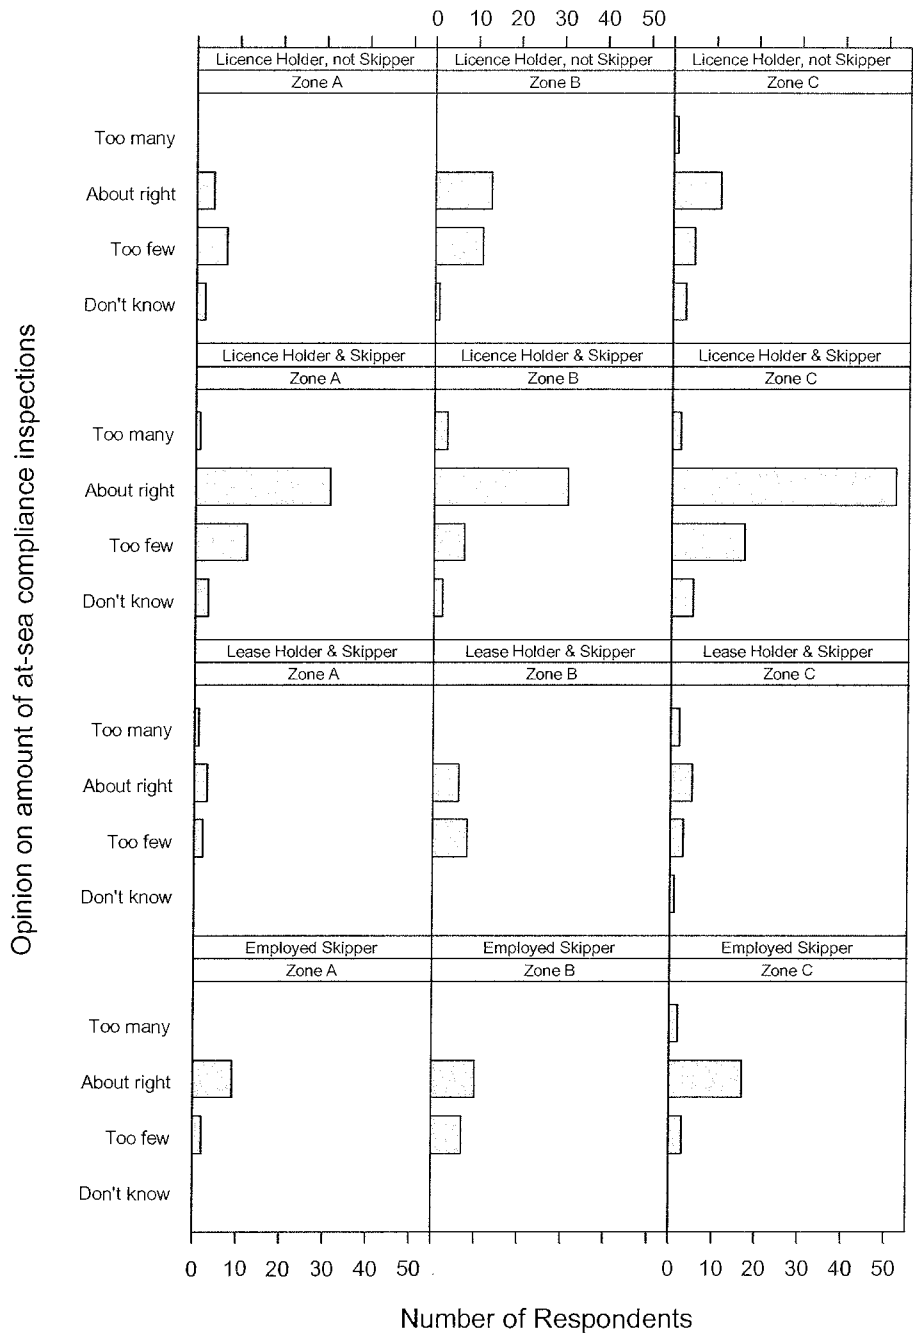 0 10 20 30 40 50
Licence Holder, not Skipper Licence Holder, not Skipper Licence Holder, not Skipper
Zone A Zone B Zone C
Too many
About right
Too few
Don't know
Licence Holder & Skipper Licence Holder & Skipper Licence Holder & Skipper
Zone A Zone B Zone C
Too many
About right
Too few
Don't know
Lease Holder & Skipper Lease Holder & Skipper Lease Holder & Skipper
Zone A Zone B Zone C
Too many
About right
Too few
Don't know
Employed Skipper Employed Skipper Employed Skipper
Zone A Zone B Zone C
Too many
About right
Too few
Don't know
0 10 20 30 40 50 0 10 20 30 40 50
Number of Respondents
Opinion on amount of at-sea compliance inspections